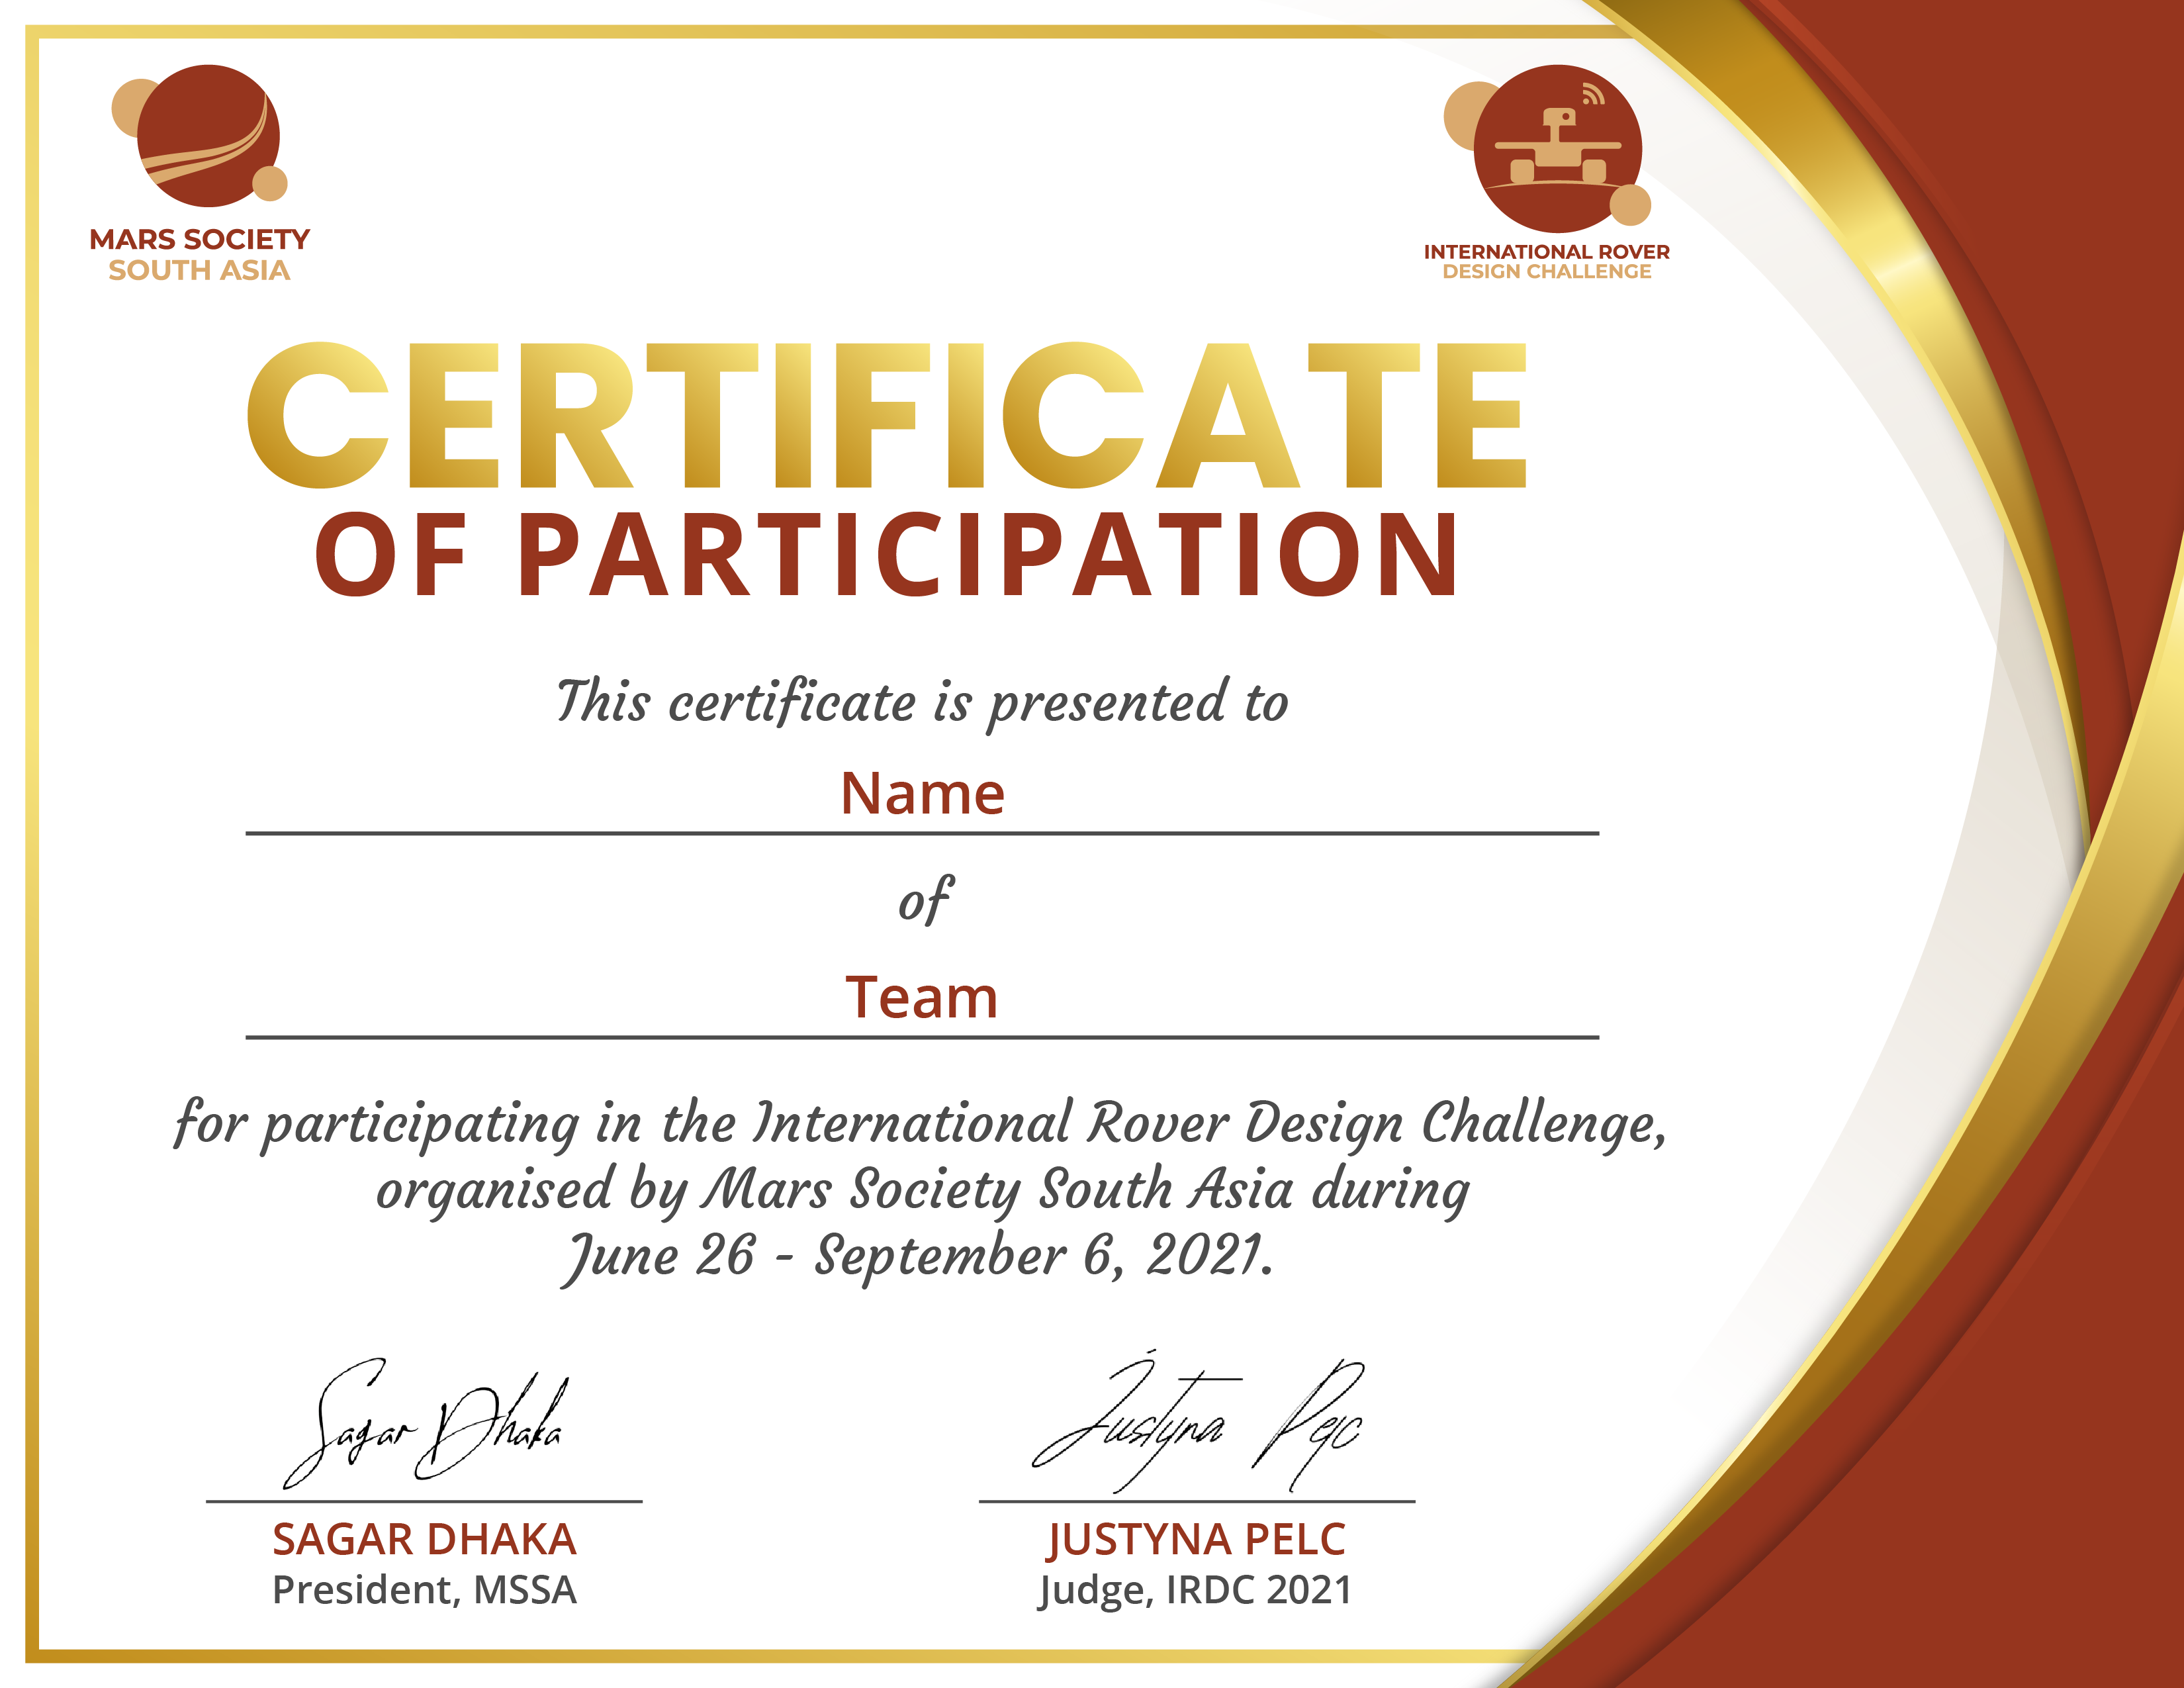 MARS SOCIETY
SOUTH ASIA
INTERNATIONAL ROVER
DESIGN CHALLENGE
CERTIFICATE
OF PARTICIPATION
This certificate is presented to
Name
of
Team
for participating in the International Rover Design Challenge,
organised by Mars Society South Asia during
June 26 - September 6, 2021.
Sagar Dhaka
Justyna Pelc
SAGAR DHAKA
President, MSSA
JUSTYNA PELC
Judge, IRDC 2021